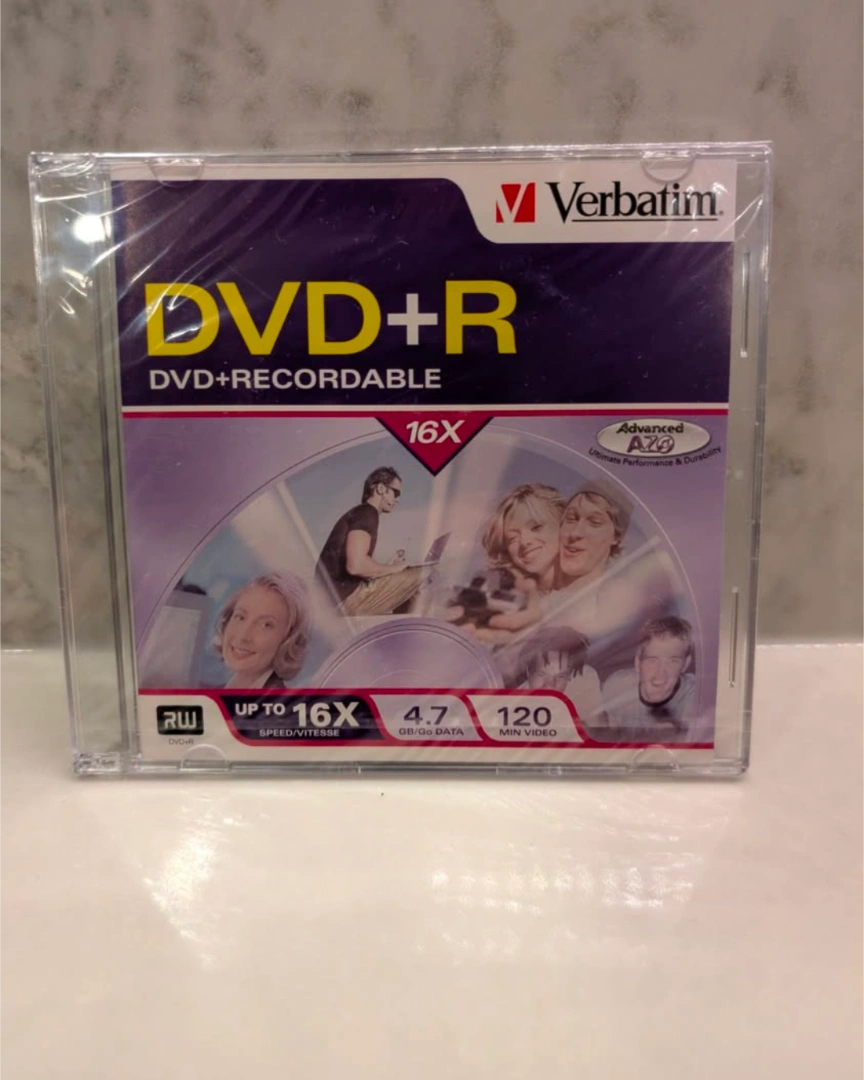 Verbatim.
DVD+R
DVD+RECORDABLE
16X
Advanced
AZO
Ultimate Performance & Durability
RW
DVD+R
UP TO 16X
SPEED/VITESSE
4.7
GB/Go DATA
120
MIN VIDEO